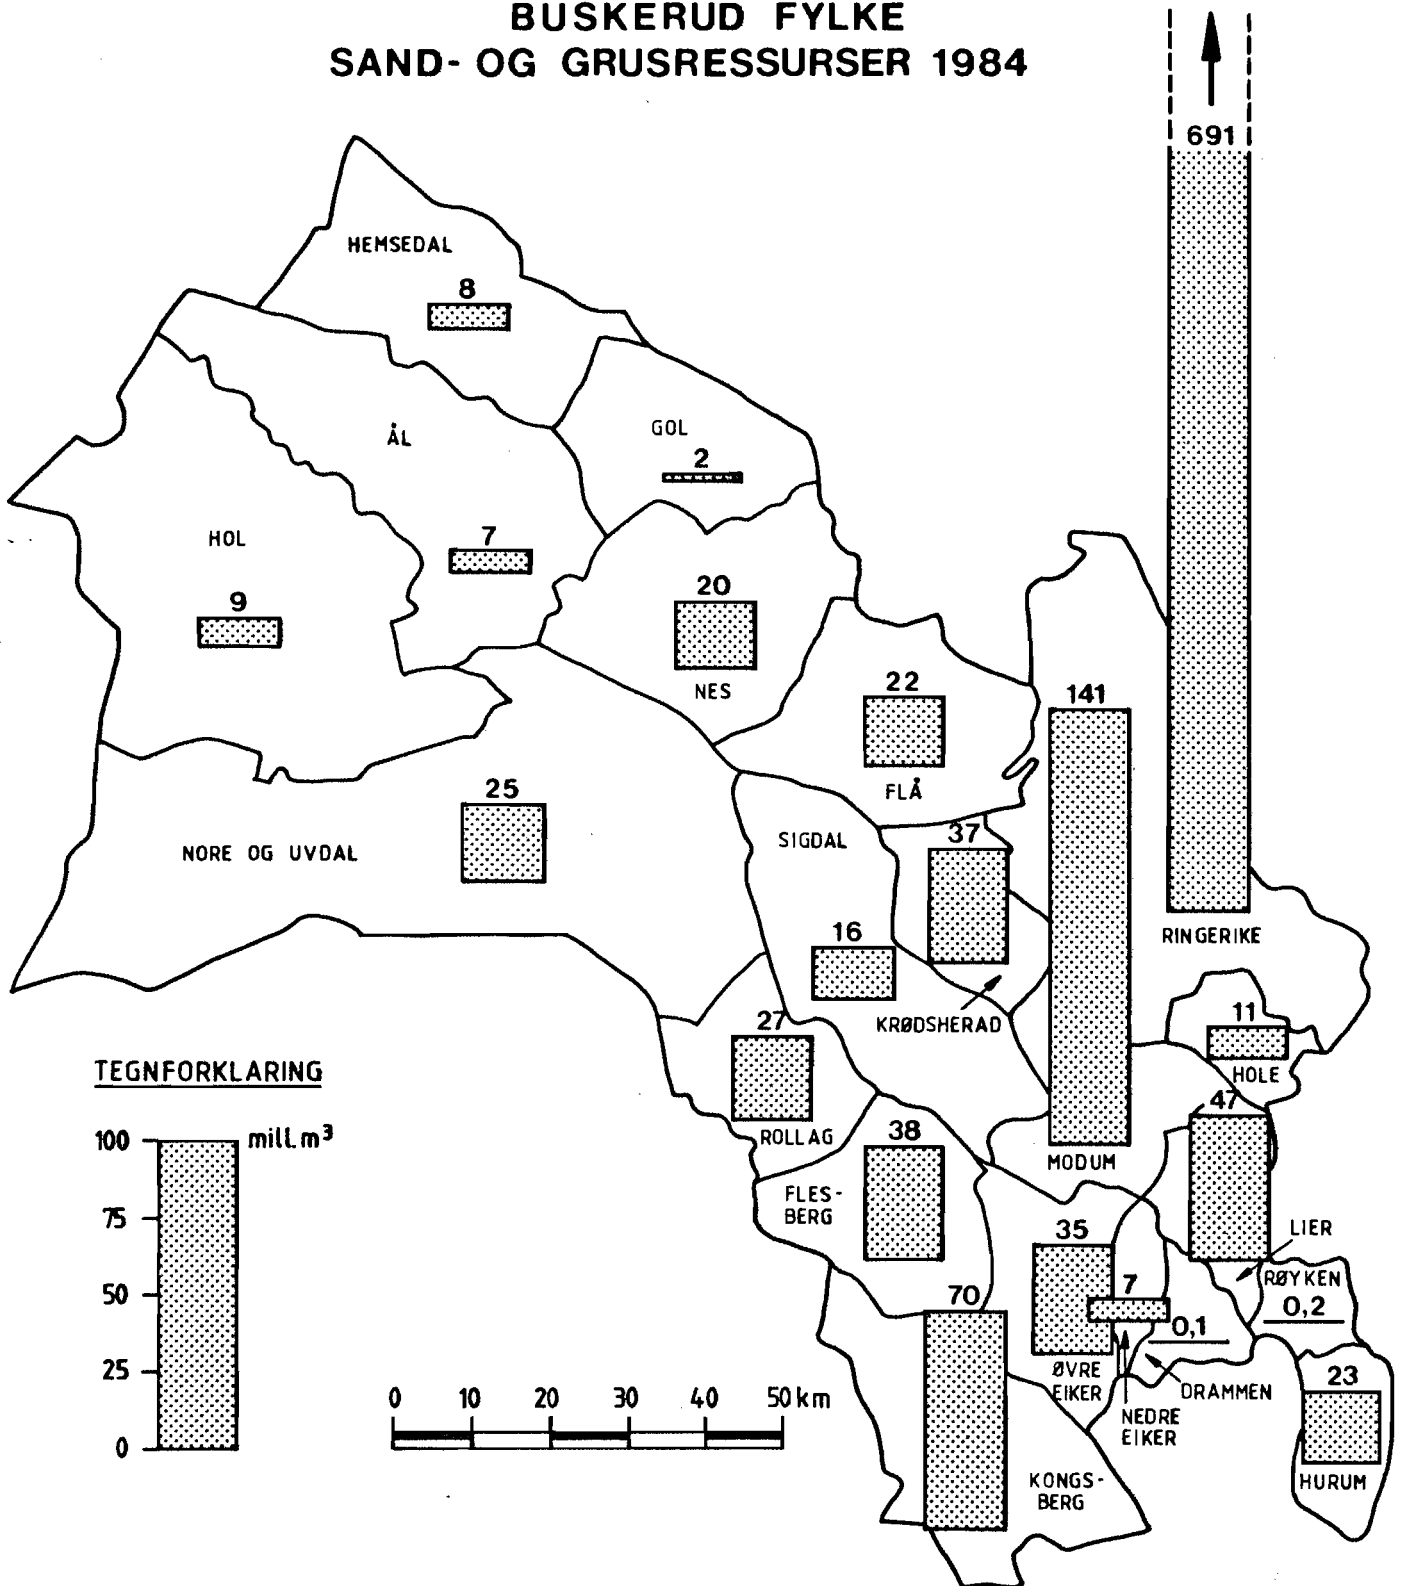 BUSKERUD FYLKE
SAND- OG GRUSRESSURSER 1984
691
HEMSEDAL
8
ÅL
7
GOL
2
HOL
9
20
NES
22
FLÅ
141
25
NORE OG UVDAL
SIGDAL
16
37
KRØDSHERAD
RINGERIKE
11
HOLE
27
ROLLAG
47
MODUM
38
FLES-
BERG
LIER
RØYKEN
0,2
35
7
0,1
ØVRE
EIKER
DRAMMEN
NEDRE
EIKER
70
KONGS-
BERG
23
HURUM
TEGNFORKLARING
100 mill. m³
75
50
25
0
0 10 20 30 40 50 km